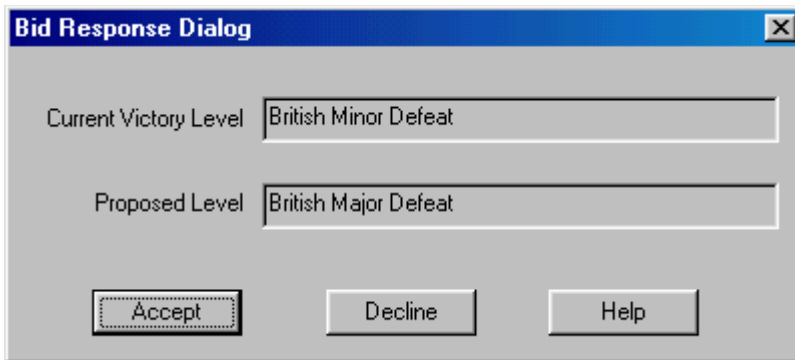 Bid Response Dialog
Current Victory Level British Minor Defeat
Proposed Level British Major Defeat
Accept Decline Help